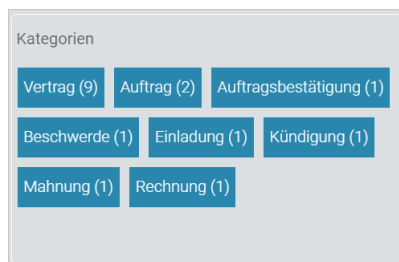 Kategorien
Vertrag (9) Auftrag (2) Auftragsbestätigung (1)
Beschwerde (1) Einladung (1) Kündigung (1)
Mahnung (1) Rechnung (1)